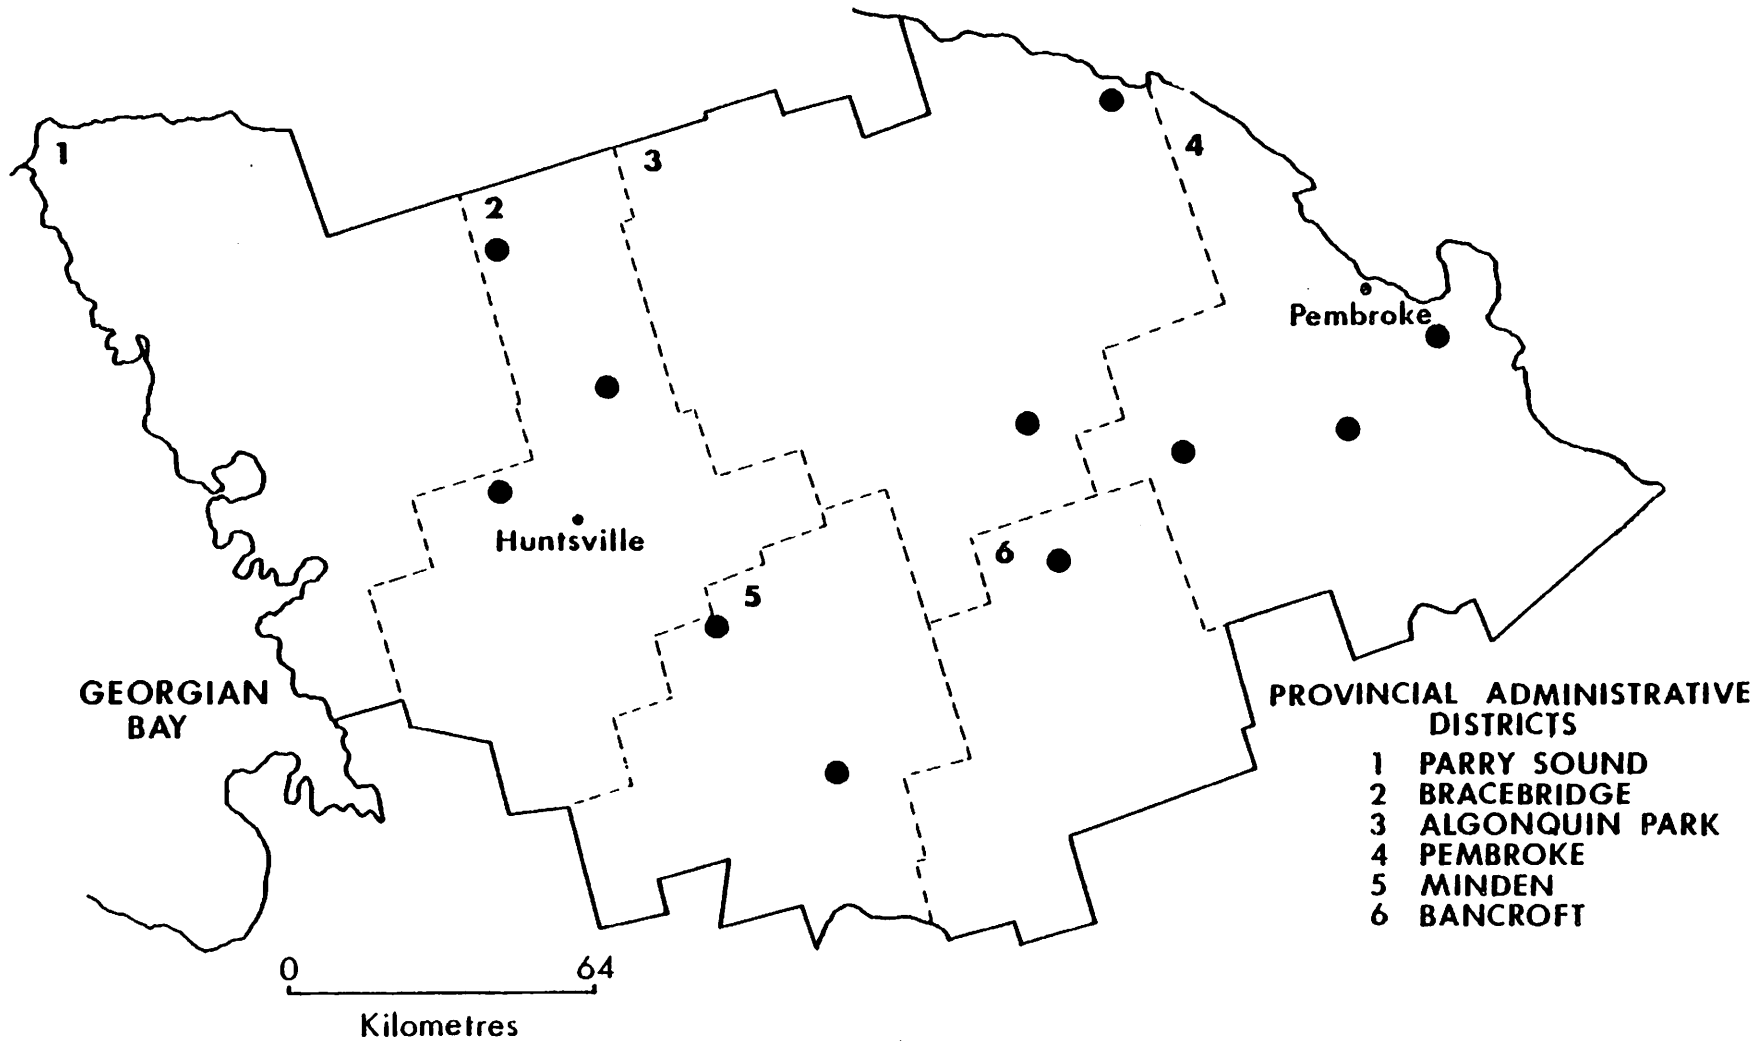 1
2
3
4
Pembroke
Huntsville
6
5
GEORGIAN
BAY
PROVINCIAL ADMINISTRATIVE
DISTRICTS
1 PARRY SOUND
2 BRACEBRIDGE
3 ALGONQUIN PARK
4 PEMBROKE
5 MINDEN
6 BANCROFT
0 64
Kilometres